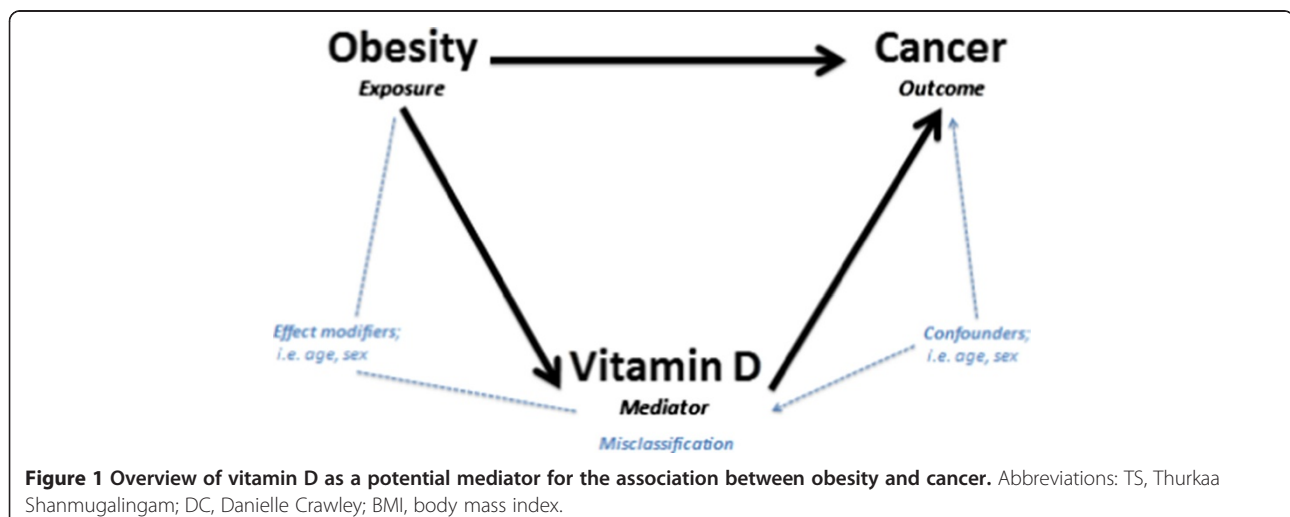 Obesity
Exposure
Cancer
Outcome
Effect modifiers;
i.e. age, sex
Confounders;
i.e. age, sex
Vitamin D
Mediator
Misclassification
Figure 1 Overview of vitamin D as a potential mediator for the association between obesity and cancer. Abbreviations: TS, Thurkaa
Shanmugalingam; DC, Danielle Crawley; BMI, body mass index.